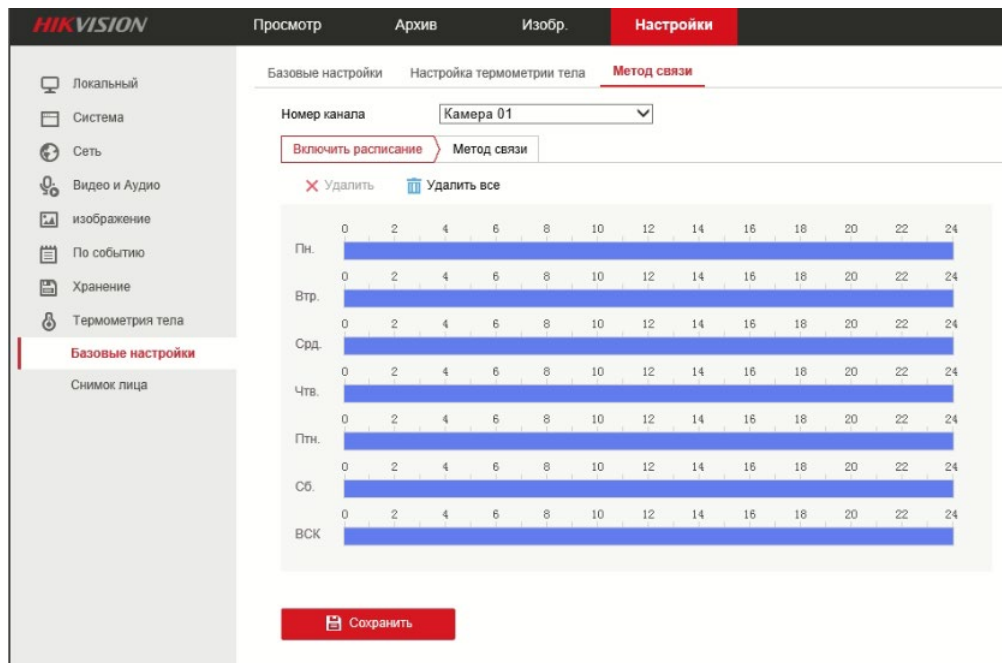 HIKVISION Просмотр Архив Изобр. Настройки
Локальный
Система
Сеть
Видео и Аудио
изображение
По событию
Хранение
Термометрия тела
Базовые настройки
Снимок лица
Базовые настройки Настройка термометрии тела Метод связи
Номер канала Камера 01
Включить расписание Метод связи
Удалить Удалить все
0 2 4 6 8 10 12 14 16 18 20 22 24
Пн.
0 2 4 6 8 10 12 14 16 18 20 22 24
Втр.
0 2 4 6 8 10 12 14 16 18 20 22 24
Срд.
0 2 4 6 8 10 12 14 16 18 20 22 24
Чтв.
0 2 4 6 8 10 12 14 16 18 20 22 24
Птн.
0 2 4 6 8 10 12 14 16 18 20 22 24
Сб.
0 2 4 6 8 10 12 14 16 18 20 22 24
ВСК
Сохранить